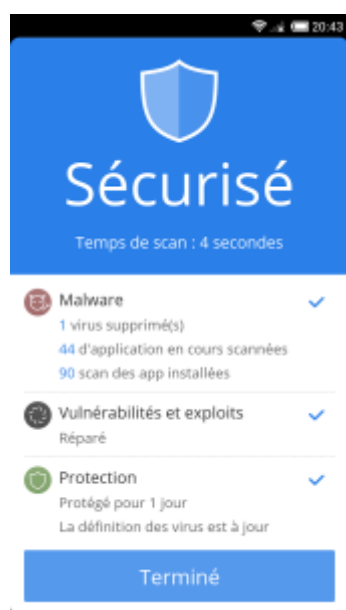 20:43
Sécurisé
Temps de scan : 4 secondes
Malware
1 virus supprimé(s)
44 d'application en cours scannées
90 scan des app installées
Vulnérabilités et exploits
Réparé
Protection
Protégé pour 1 jour
La définition des virus est à jour
Terminé